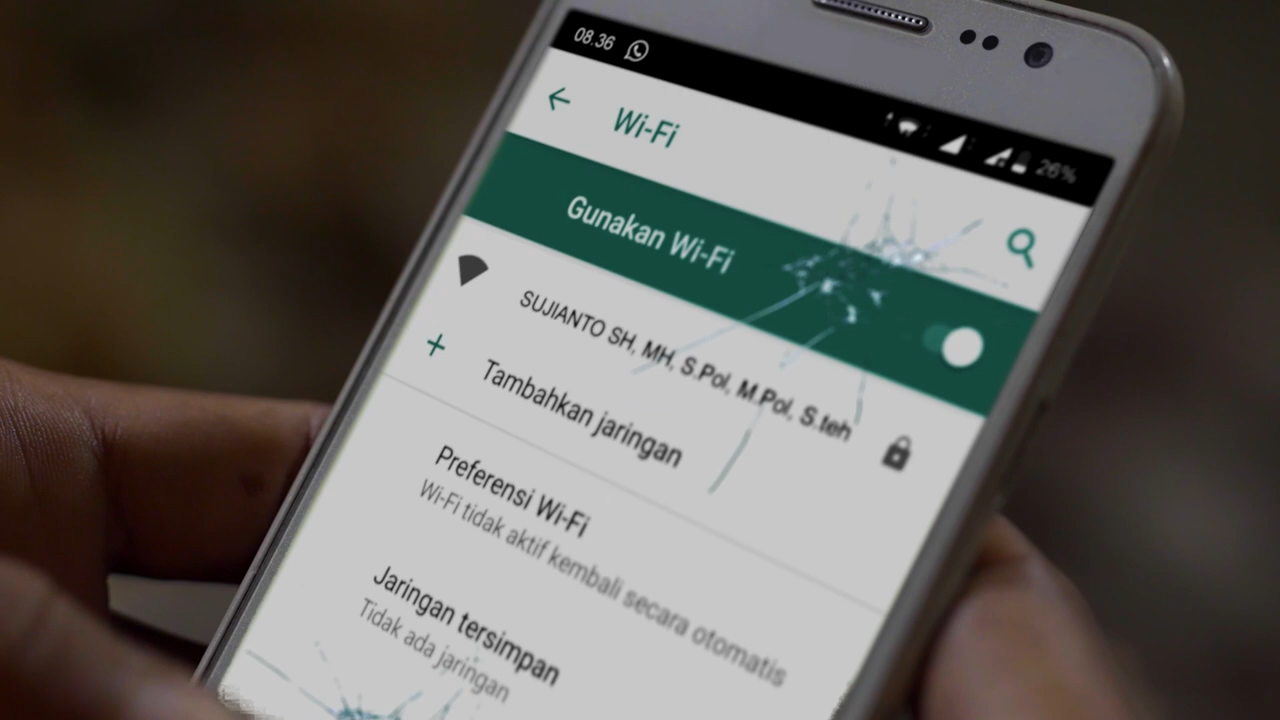 08.36
26%
Wi-Fi
Gunakan Wi-Fi
SUJIANTO SH, MH, S.Pol, M.Pol, S.teh
Tambahkan jaringan
Preferensi Wi-Fi
Wi-Fi tidak aktif kembali secara otomatis
Jaringan tersimpan
Tidak ada jaringan